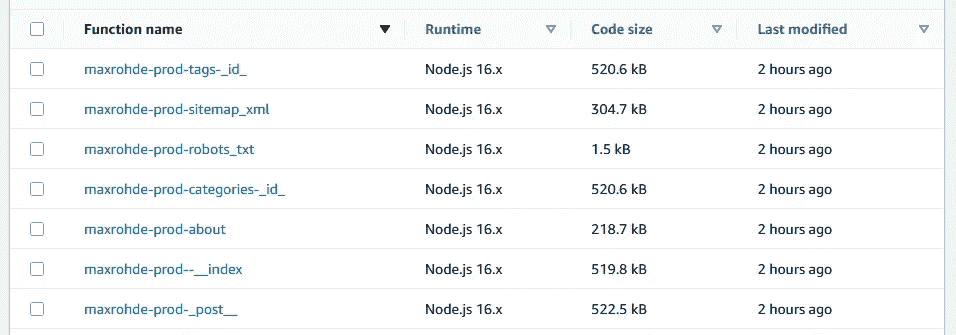 Function name Runtime Code size Last modified
maxrohde-prod-tags-_id_ Node.js 16.x 520.6 kB 2 hours ago
maxrohde-prod-sitemap_xml Node.js 16.x 304.7 kB 2 hours ago
maxrohde-prod-robots_txt Node.js 16.x 1.5 kB 2 hours ago
maxrohde-prod-categories-_id_ Node.js 16.x 520.6 kB 2 hours ago
maxrohde-prod-about Node.js 16.x 218.7 kB 2 hours ago
maxrohde-prod--__index Node.js 16.x 519.8 kB 2 hours ago
maxrohde-prod-_post__ Node.js 16.x 522.5 kB 2 hours ago